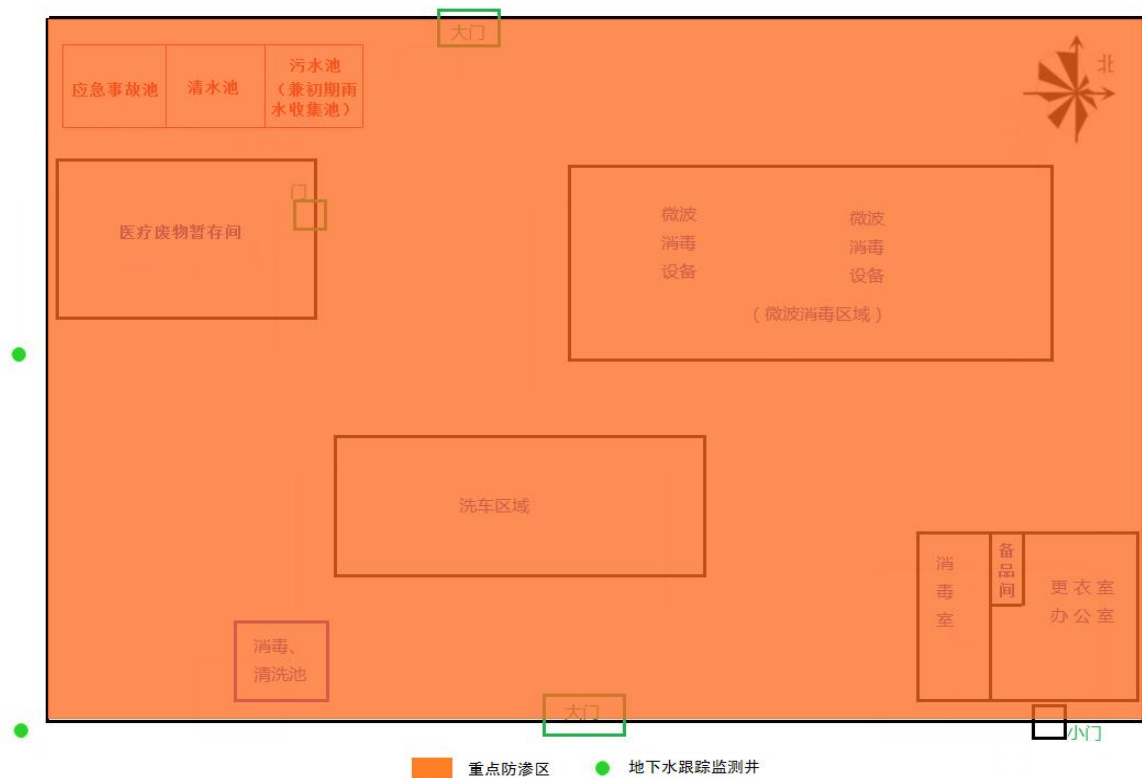 大门
北
应急事故池
清水池
污水池
（兼初期雨
水收集池）
门
医疗废物暂存间
微波
消毒
设备
微波
消毒
设备
（微波消毒区域）
洗车区域
消
毒
室
备
品
间
更衣室
办公室
消毒、
清洗池
大门
小门
重点防渗区
地下水跟踪监测井